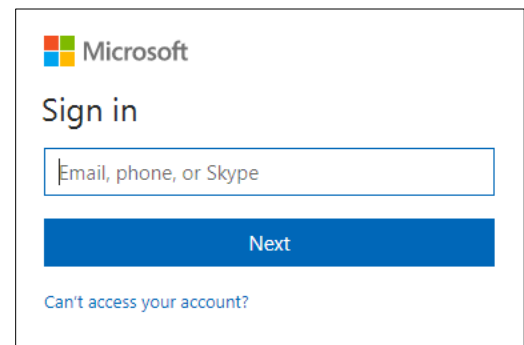 Microsoft
Sign in
Email, phone, or Skype
Next
Can't access your account?